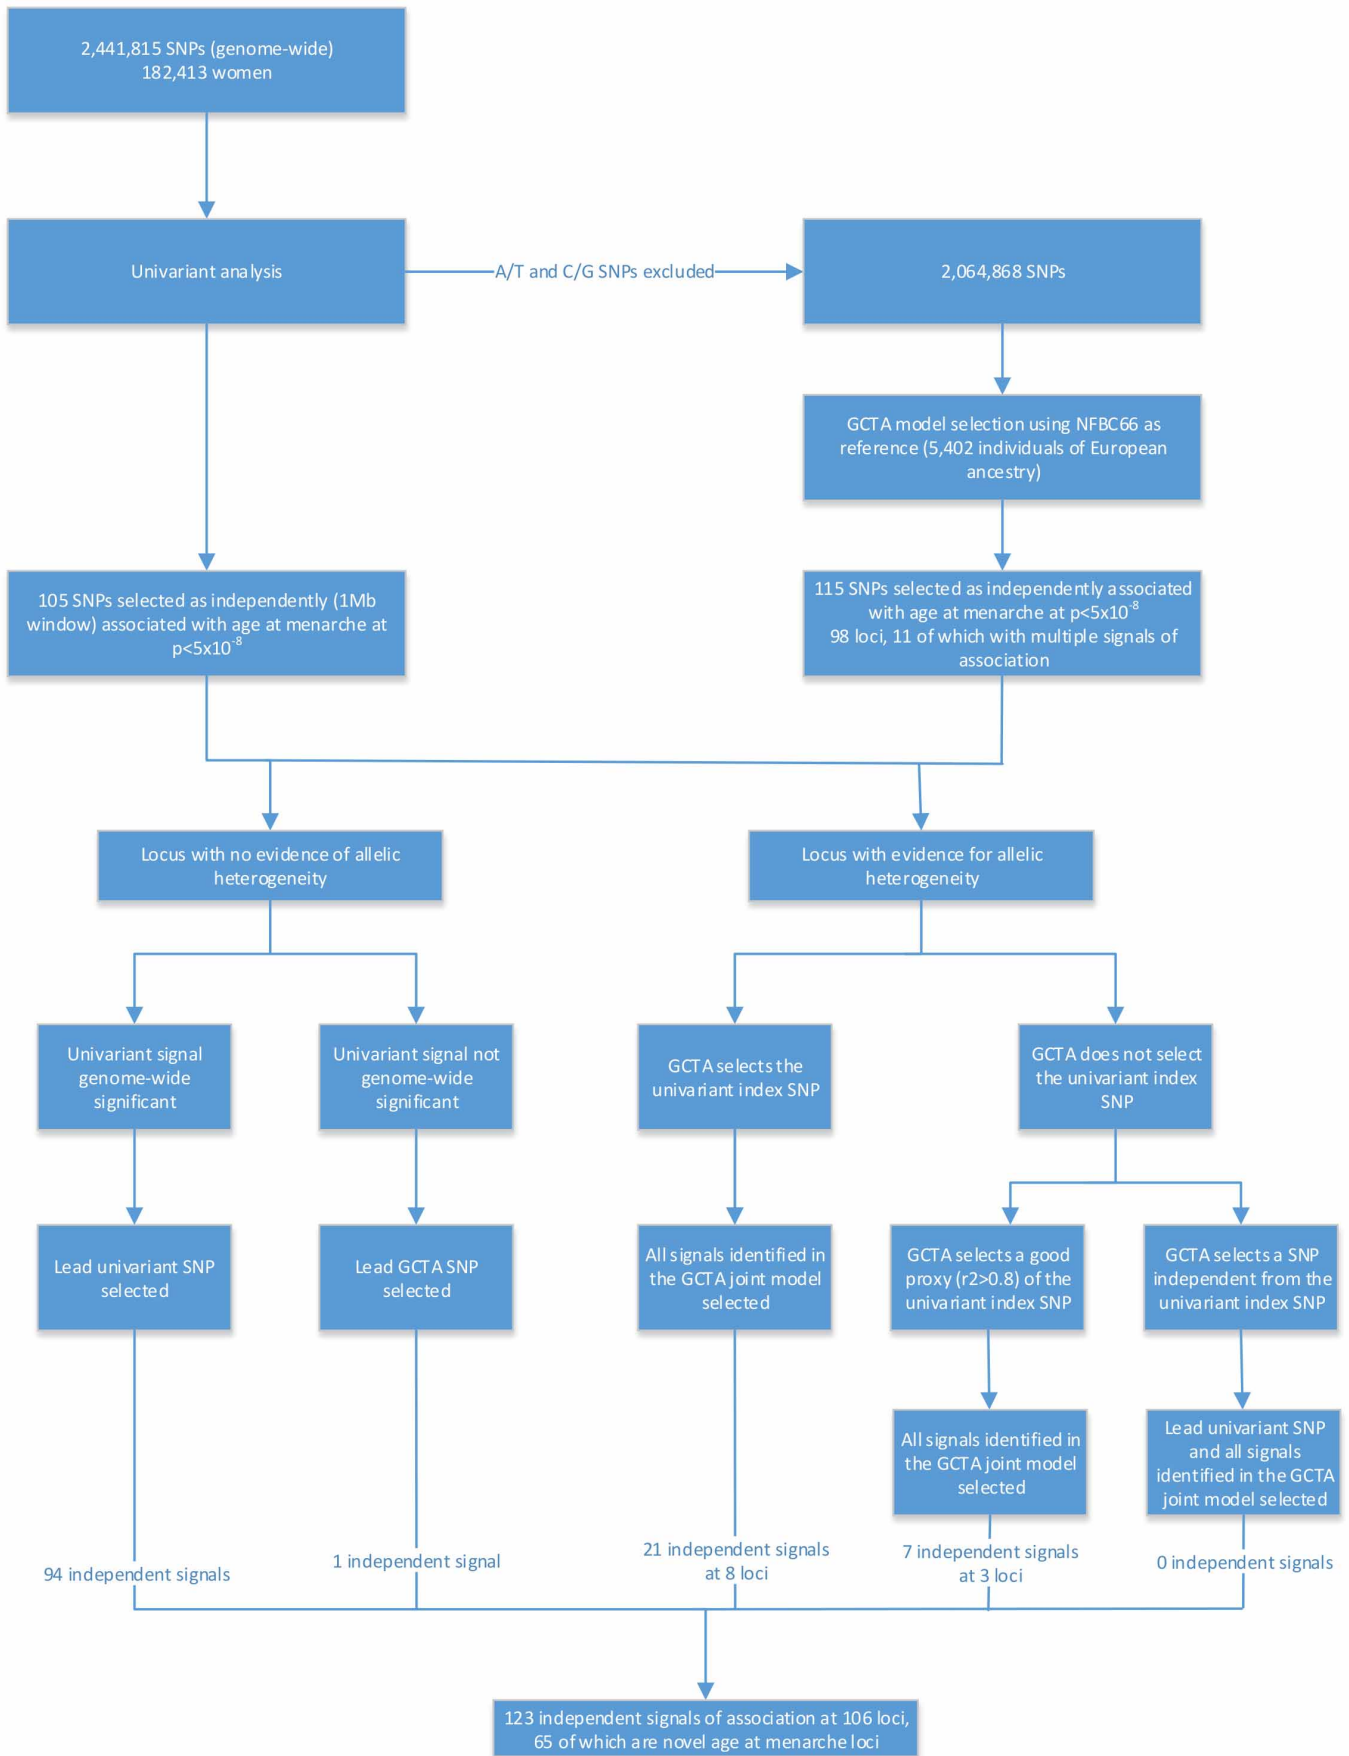 2,441,815 SNPs (genome-wide)
182,413 women
Univariant analysis
A/T and C/G SNPs excluded
2,064,868 SNPs
GCTA model selection using NFBC66 as
reference (5,402 individuals of European
ancestry)
105 SNPs selected as independently (1Mb
window) associated with age at menarche at
p<5x10⁻⁸
115 SNPs selected as independently associated
with age at menarche at p<5x10⁻⁸
98 loci, 11 of which with multiple signals of
association
Locus with no evidence of allelic
heterogeneity
Locus with evidence for allelic
heterogeneity
Univariant signal
genome-wide
significant
Univariant signal not
genome-wide
significant
GCTA selects the
univariant index SNP
GCTA does not select
the univariant index
SNP
Lead univariant SNP
selected
Lead GCTA SNP
selected
All signals identified in
the GCTA joint model
selected
GCTA selects a good
proxy (r2>0.8) of the
univariant index SNP
GCTA selects a SNP
independent from the
univariant index SNP
All signals identified in
the GCTA joint model
selected
Lead univariant SNP
and all signals
identified in the GCTA
joint model selected
94 independent signals
1 independent signal
21 independent signals
at 8 loci
7 independent signals
at 3 loci
0 independent signals
123 independent signals of association at 106 loci,
65 of which are novel age at menarche loci